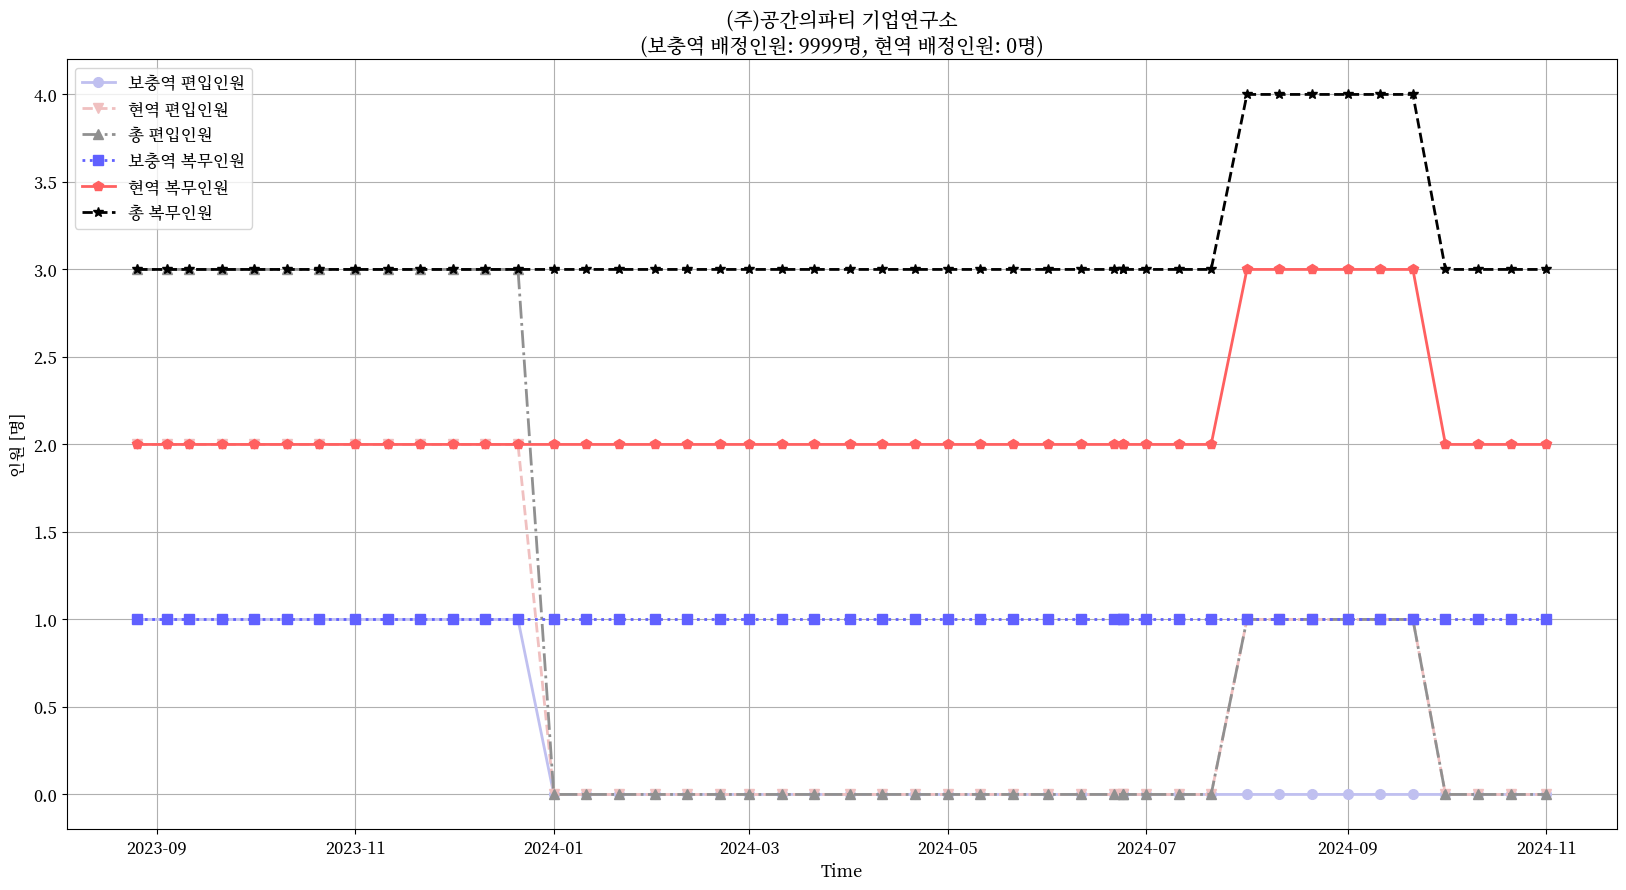 (주)공간의파티 기업연구소
(보충역 배정인원: 9999명, 현역 배정인원: 0명)
보충역 편입인원
현역 편입인원
총 편입인원
보충역 복무인원
현역 복무인원
총 복무인원
인원 [명]
4.0
3.5
3.0
2.5
2.0
1.5
1.0
0.5
0.0
2023-09
2023-11
2024-01
2024-03
2024-05
2024-07
2024-09
2024-11
Time